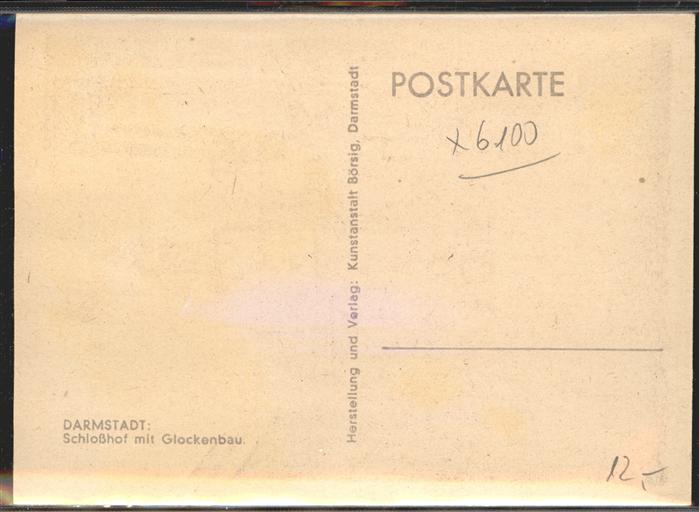 POSTKARTE
x 6100
Herstellung und Verlag: Kunstanstalt Börsig, Darmstadt
DARMSTADT:
Schloßhof mit Glockenbau.
12,-